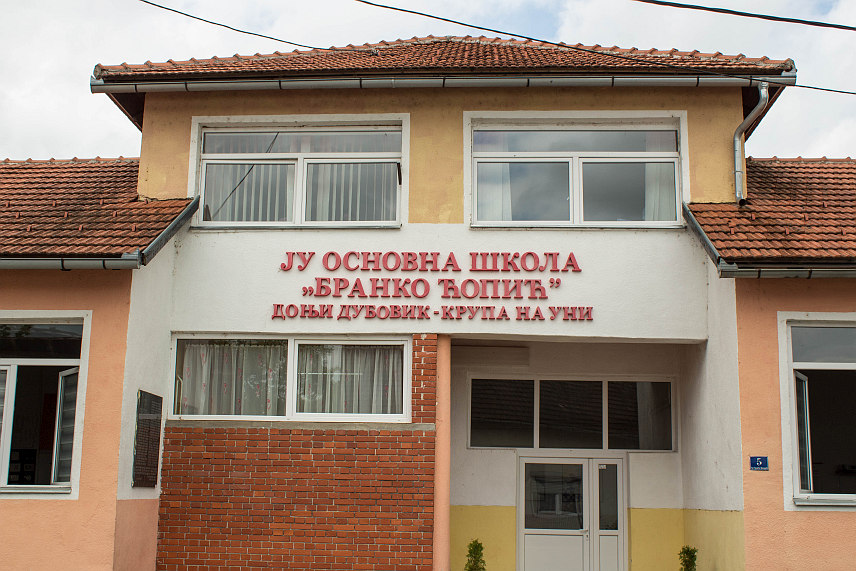 ЈУ ОСНОВНА ШКОЛА
„БРАНКО ЋОПИЋ”
ДОЊИ ДУБОВИК - КРУПА НА УНИ
5